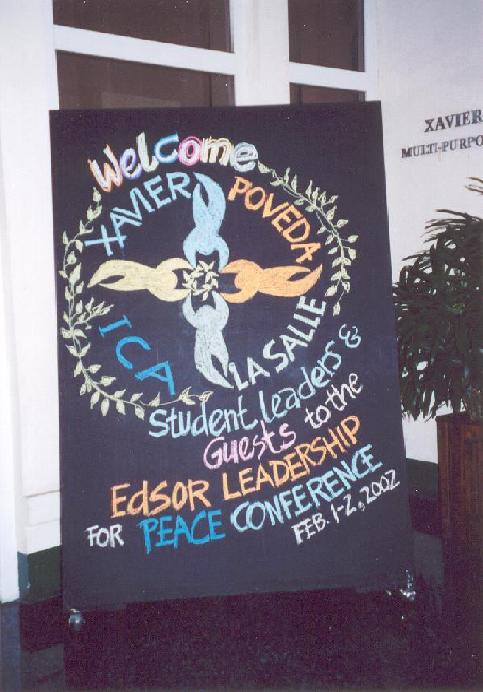 Welcome
XAVIER
POVEDA
ICA
LA SALLE
Student leaders &
Guests to the
EDSOR LEADERSHIP
FOR PEACE CONFERENCE
FEB. 1-2, 2002
XAVIER
MULTI-PURPO